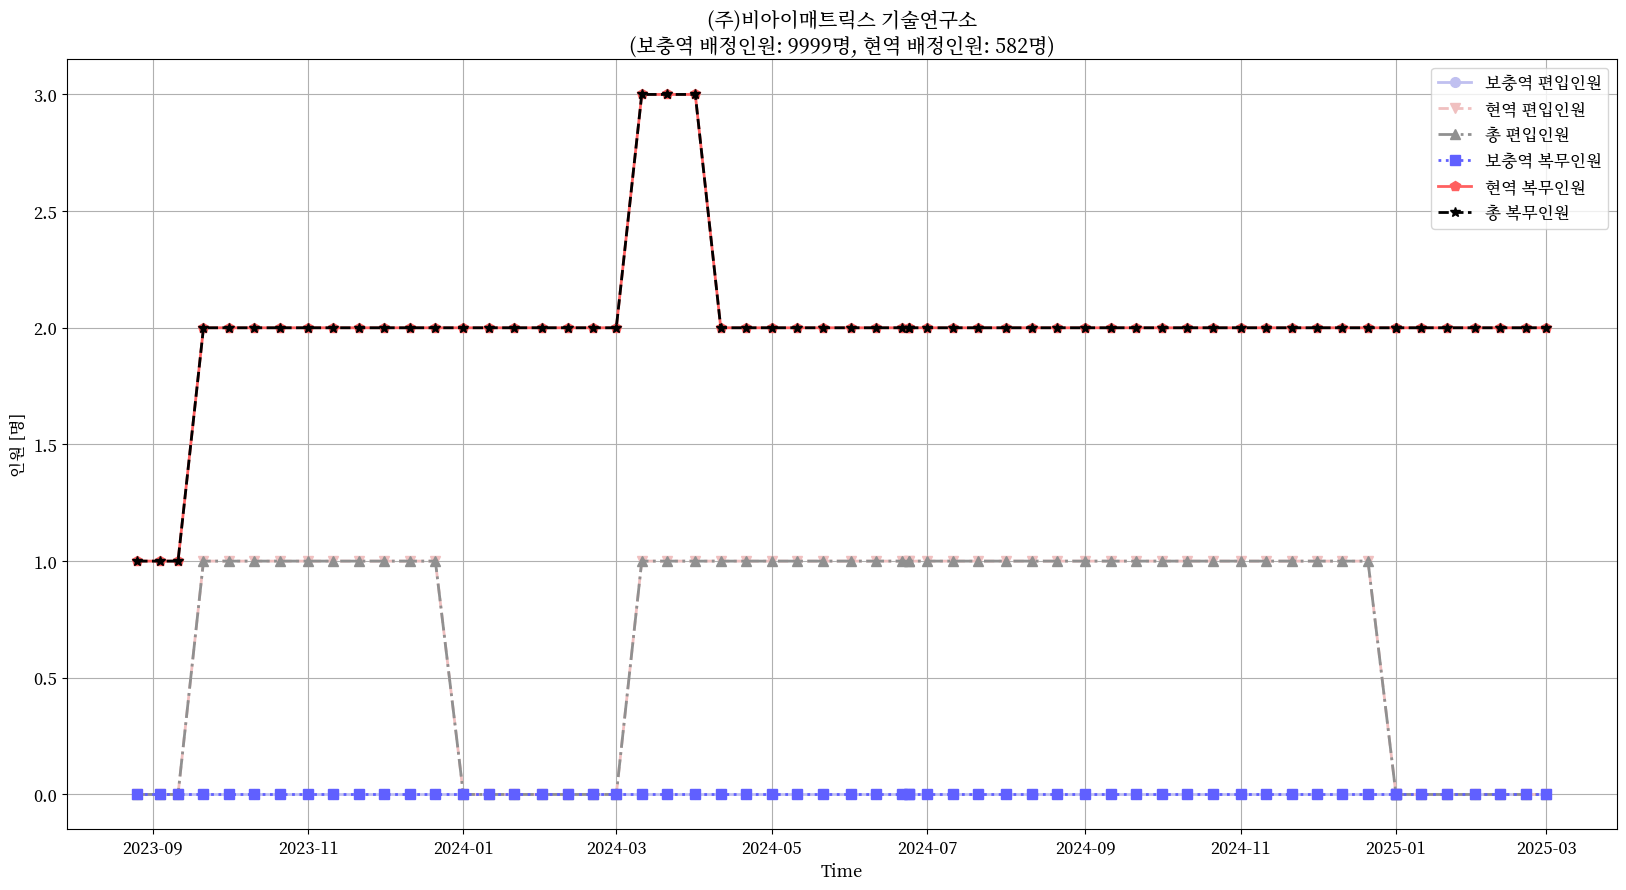 (주)비아이매트릭스 기술연구소
(보충역 배정인원: 9999명, 현역 배정인원: 582명)
보충역 편입인원
현역 편입인원
총 편입인원
보충역 복무인원
현역 복무인원
총 복무인원
인원 [명]
3.0
2.5
2.0
1.5
1.0
0.5
0.0
2023-09
2023-11
2024-01
2024-03
2024-05
2024-07
2024-09
2024-11
2025-01
2025-03
Time